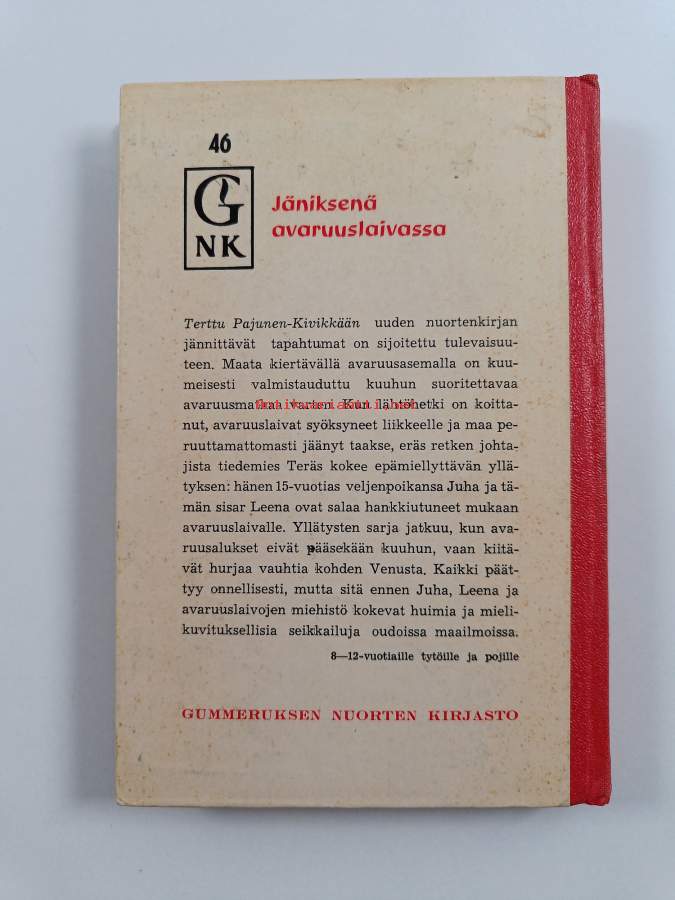 46
G
NK
Jäniksenä
avaruuslaivassa
Terttu Pajunen-Kivikkään uuden nuortenkirjan
jännittävät tapahtumat on sijoitettu tulevaisuu-
teen. Maata kiertävällä avaruusasemalla on kuu-
meisesti valmistauduttu kuuhun suoritettavaa
avaruusmatkaa varten. Kun lähtöhetki on koitta-
nut, avaruuslaivat syöksyneet liikkeelle ja maa pe-
ruuttamattomasti jäänyt taakse, eräs retken johta-
jista tiedemies Teräs kokee epämiellyttävän yllä-
tyksen: hänen 15-vuotias veljenpoikansa Juha ja tä-
män sisar Leena ovat salaa hankkiutuneet mukaan
avaruuslaivalle. Yllätysten sarja jatkuu, kun ava-
ruusalukset eivät pääsekään kuuhun, vaan kiitä-
vät hurjaa vauhtia kohden Venusta. Kaikki päät-
tyy onnellisesti, mutta sitä ennen Juha, Leena ja
avaruuslaivojen miehistö kokevat huimia ja mieli-
kuvituksellisia seikkailuja oudoissa maailmoissa.
8—12-vuotiaille tytöille ja pojille
GUMMERUKSEN NUORTEN KIRJASTO